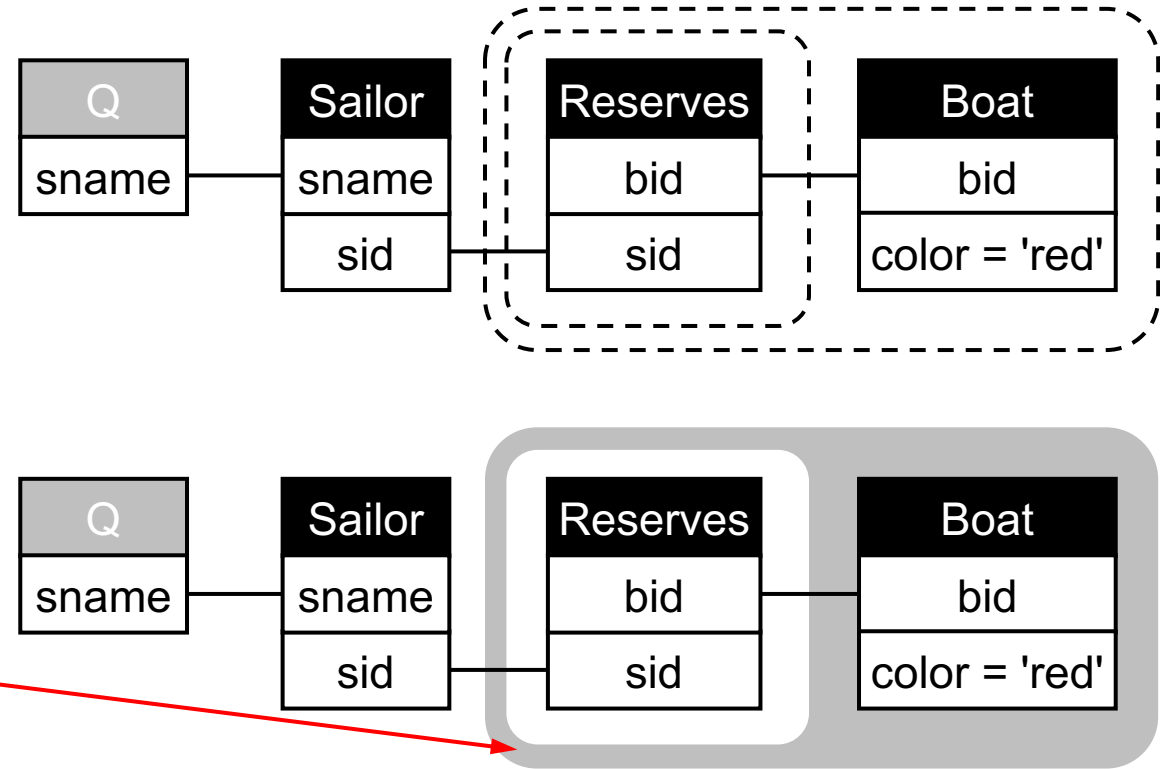 Q Sailor Reserves Boat
sname sname bid bid
sid sid color = 'red'
Q Sailor Reserves Boat
sname sname bid bid
sid sid color = 'red'